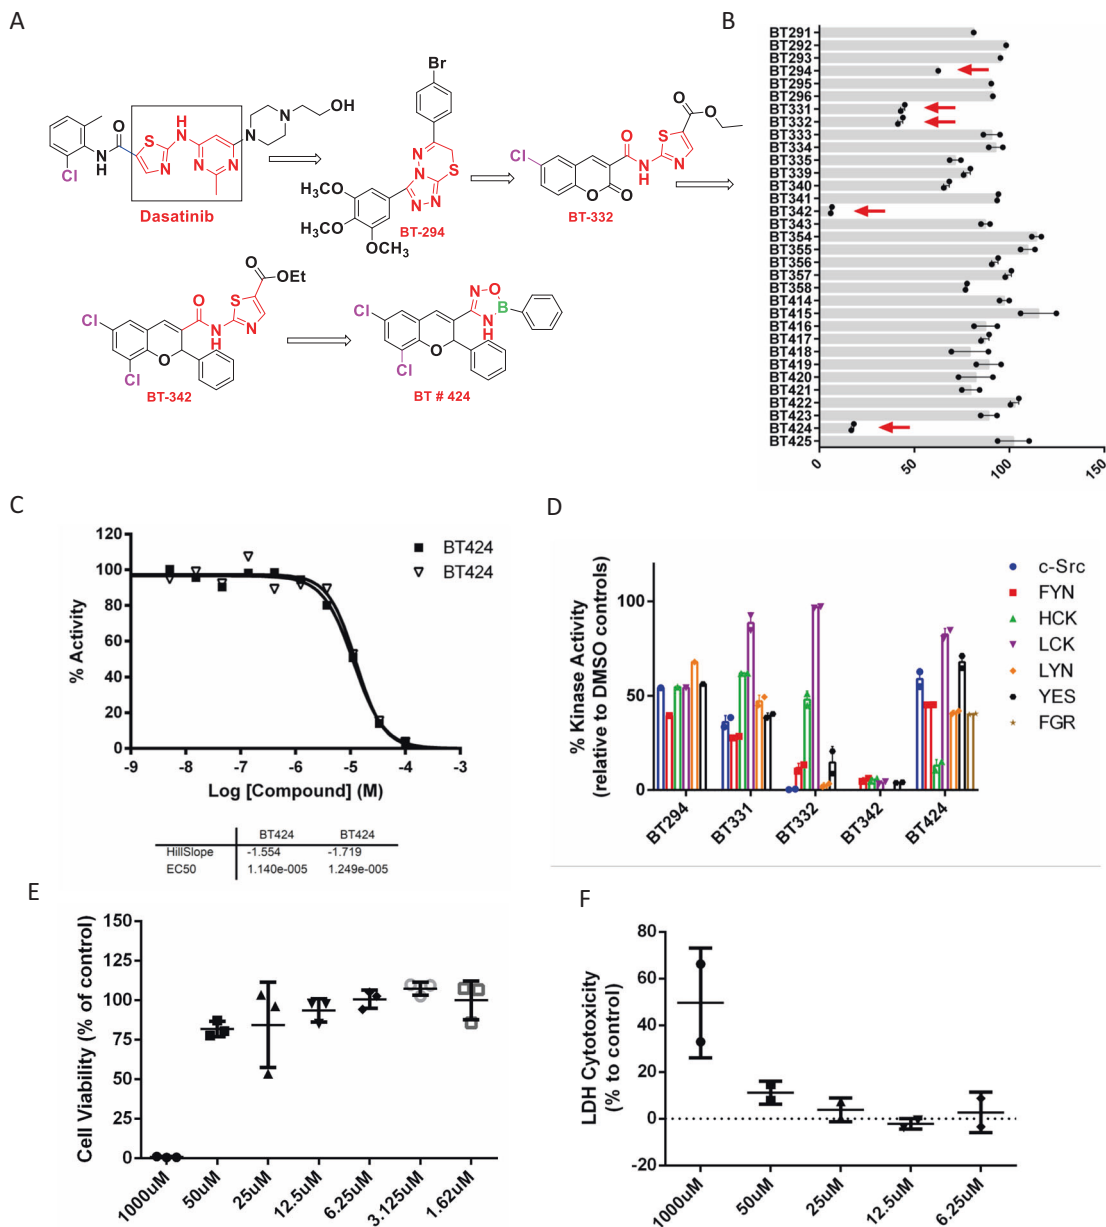 A
CH3
N
S
N
H
O
N
H
Cl
N
N
N
N
OH
Dasatinib
Br
N
N
S
N
N
H3CO
H3CO
H3CO
OCH3
BT-294
Cl
O
O
O
N
H
S
N
O
O
BT-332
Cl
Cl
O
O
N
H
S
N
O
OEt
BT-342
Cl
Cl
O
N
O
B
N
H
BT # 424
B
BT291
BT292
BT293
BT294
BT295
BT296
BT331
BT332
BT333
BT334
BT335
BT339
BT340
BT341
BT342
BT343
BT354
BT355
BT356
BT357
BT358
BT414
BT415
BT416
BT417
BT418
BT419
BT420
BT421
BT422
BT423
BT424
BT425
0
50
100
150
C
120
100
80
60
40
20
0
% Activity
-9
-8
-7
-6
-5
-4
-3
Log [Compound] (M)
BT424
BT424
BT424 BT424
HillSlope -1.554 -1.719
EC50 1.140e-005 1.249e-005
D
% Kinase Activity
(relative to DMSO controls)
100
50
0
BT294
BT331
BT332
BT342
BT424
c-Src
FYN
HCK
LCK
LYN
YES
FGR
E
Cell Viability (% of control)
150
125
100
75
50
25
0
1000uM
50uM
25uM
12.5uM
6.25uM
3.125uM
1.62uM
F
LDH Cytotoxicity
(% to control)
80
60
40
20
0
-20
1000uM
50uM
25uM
12.5uM
6.25uM